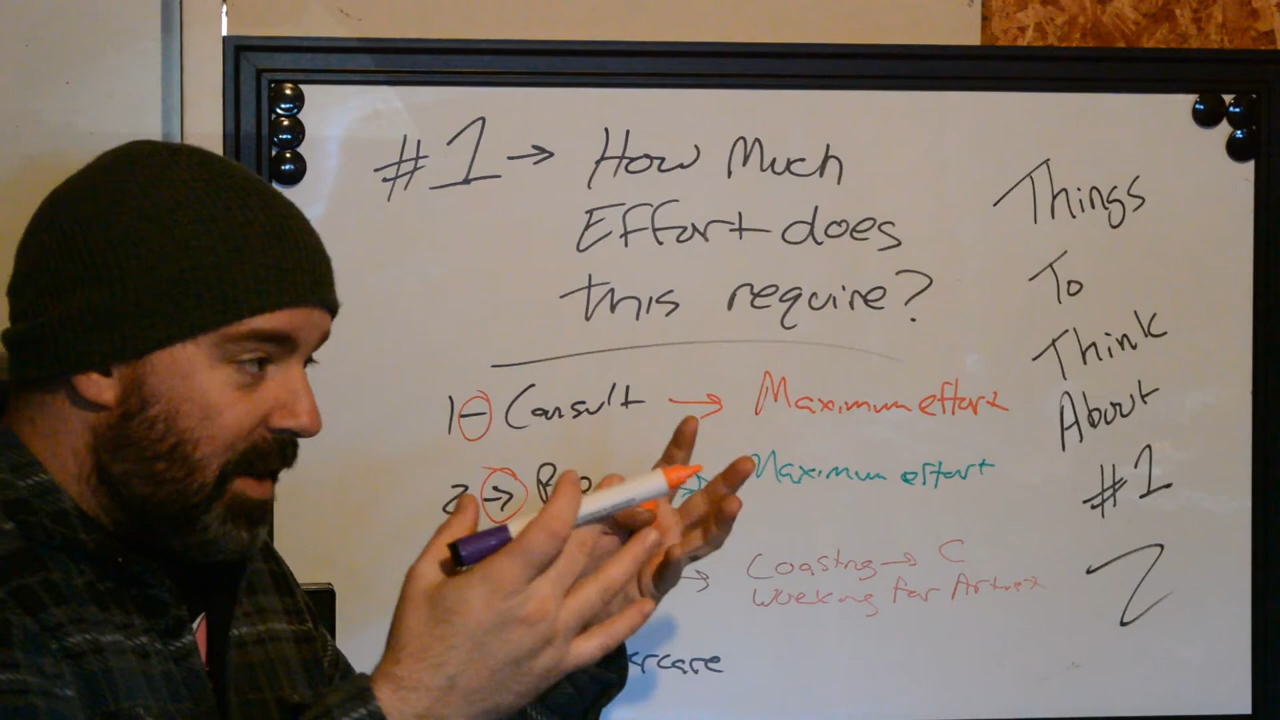 #1 → How Much
Effort does
this require?
1- Consult → Maximum effort
2 → Maximum effort
→ Coasting → C
Working for
Things
To
Think
About
#1
2